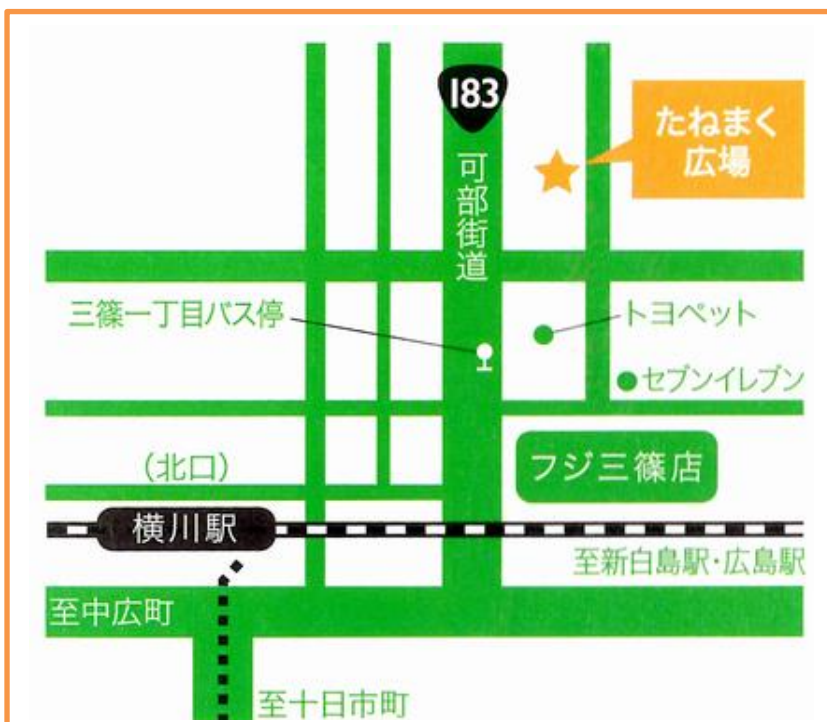 183
たねまく
広場
可部街道
三篠一丁目バス停
トヨペット
セブンイレブン
(北口)
フジ三篠店
横川駅
至新白島駅・広島駅
至中広町
至十日市町